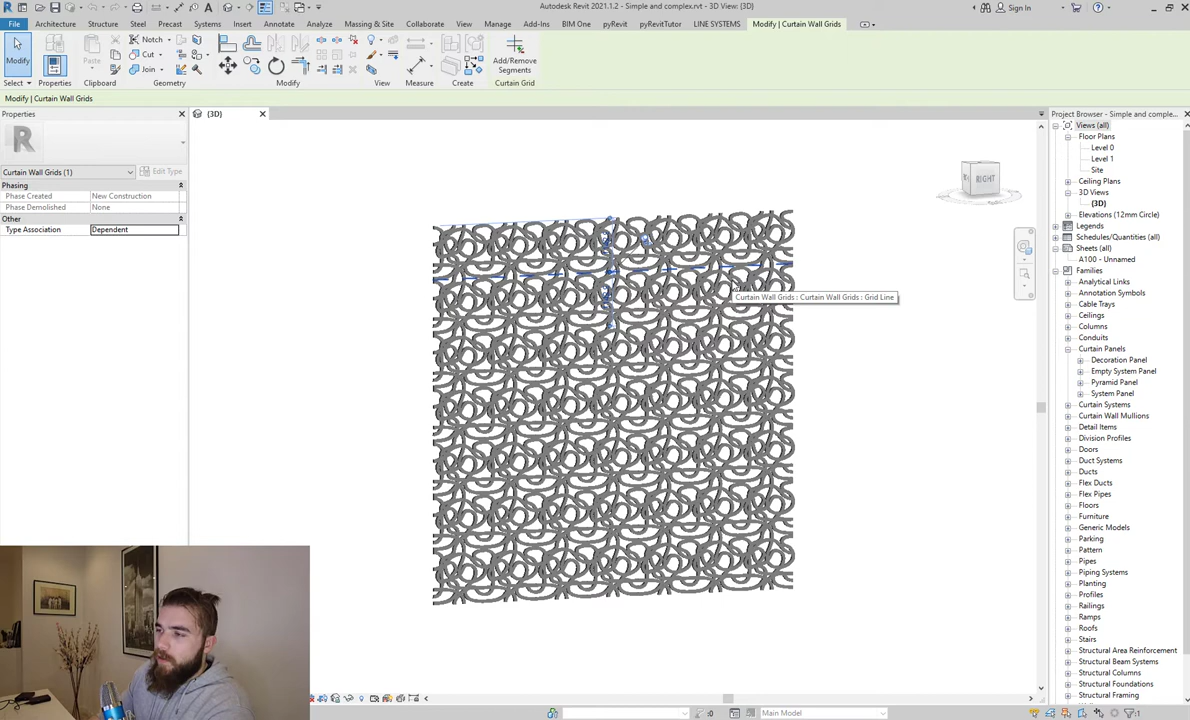 Autodesk Revit 2021.1.2 - Simple and complex.rvt - 3D View: {3D}
Sign In
File Architecture Structure Steel Precast Systems Insert Annotate Analyze Massing & Site Collaborate View Manage Add-Ins BIM One pyRevit pyRevitTutor LINE SYSTEMS Modify | Curtain Wall Grids
Modify
Paste
Notch
Cut
Join
Add/Remove
Segments
Select Properties Clipboard Geometry Modify View Measure Create Curtain Grid
Modify | Curtain Wall Grids
Properties
{3D}
Curtain Wall Grids (1)
Edit Type
Phasing
Phase Created New Construction
Phase Demolished None
Other
Type Association Dependent
RIGHT
Curtain Wall Grids : Curtain Wall Grids : Grid Line
Project Browser - Simple and comple...
Views (all)
Floor Plans
Level 0
Level 1
Site
Ceiling Plans
3D Views
{3D}
Elevations (12mm Circle)
Legends
Schedules/Quantities (all)
Sheets (all)
A100 - Unnamed
Families
Analytical Links
Annotation Symbols
Cable Trays
Ceilings
Columns
Conduits
Curtain Panels
Decoration Panel
Empty System Panel
Pyramid Panel
System Panel
Curtain Systems
Curtain Wall Mullions
Detail Items
Division Profiles
Doors
Duct Systems
Ducts
Flex Ducts
Flex Pipes
Floors
Furniture
Generic Models
Parking
Pattern
Pipes
Piping Systems
Planting
Profiles
Railings
Ramps
Roofs
Stairs
Structural Area Reinforcement
Structural Beam Systems
Structural Columns
Structural Foundations
Structural Framing
:0
Main Model
:1